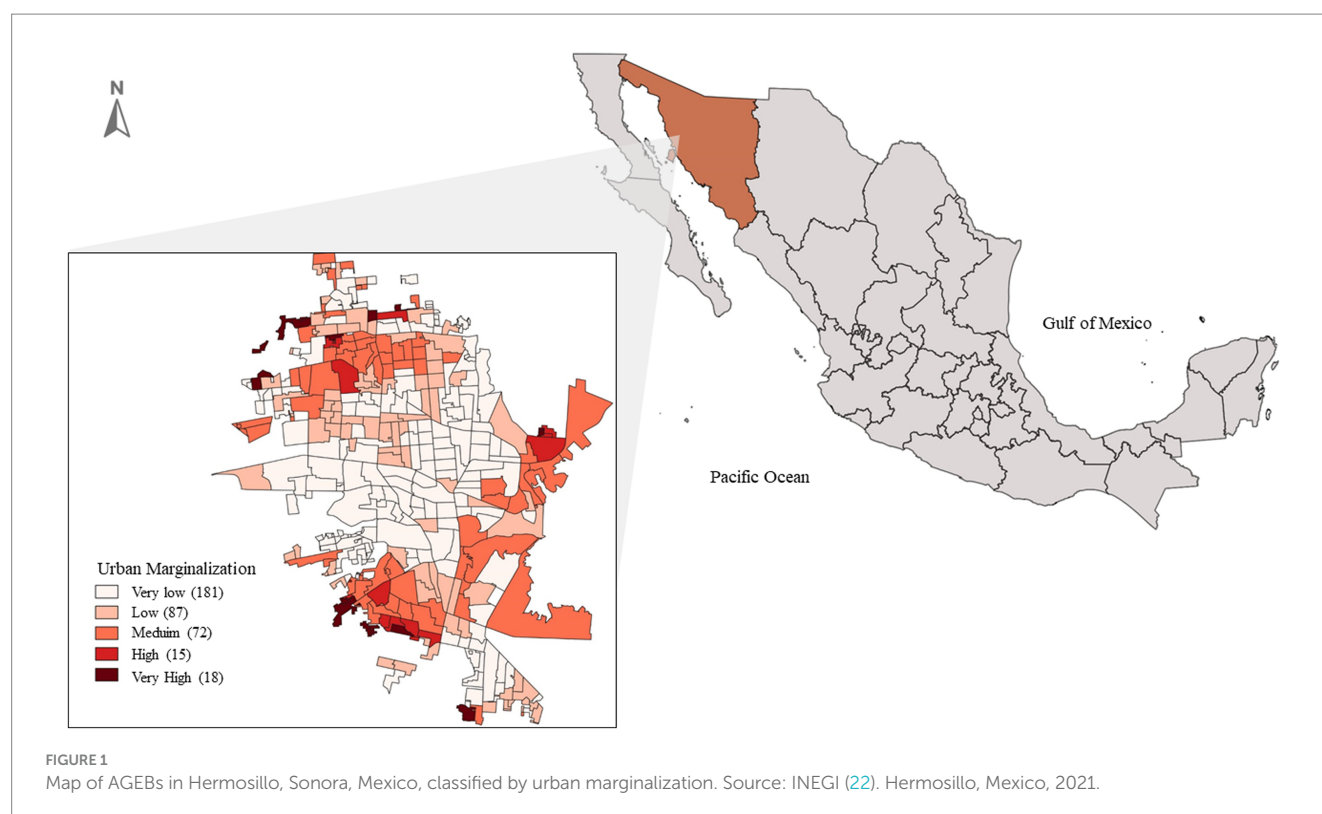 N
Gulf of Mexico
Pacific Ocean
Urban Marginalization
Very low (181)
Low (87)
Meduim (72)
High (15)
Very High (18)
FIGURE 1
Map of AGEBs in Hermosillo, Sonora, Mexico, classified by urban marginalization. Source: INEGI (22). Hermosillo, Mexico, 2021.